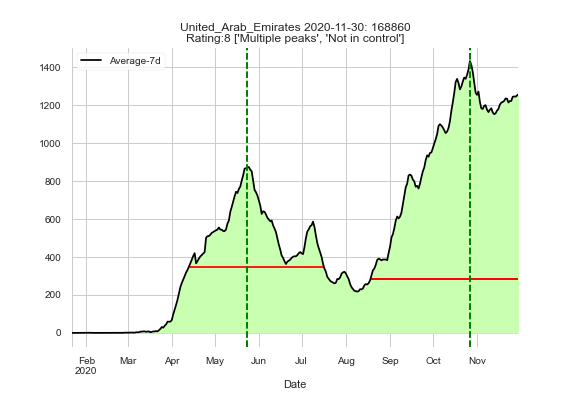 United_Arab_Emirates 2020-11-30: 168860
Rating:8 ['Multiple peaks', 'Not in control']
Average-7d
1400
1200
1000
800
600
400
200
0
Feb Mar Apr May Jun Jul Aug Sep Oct Nov
2020
Date